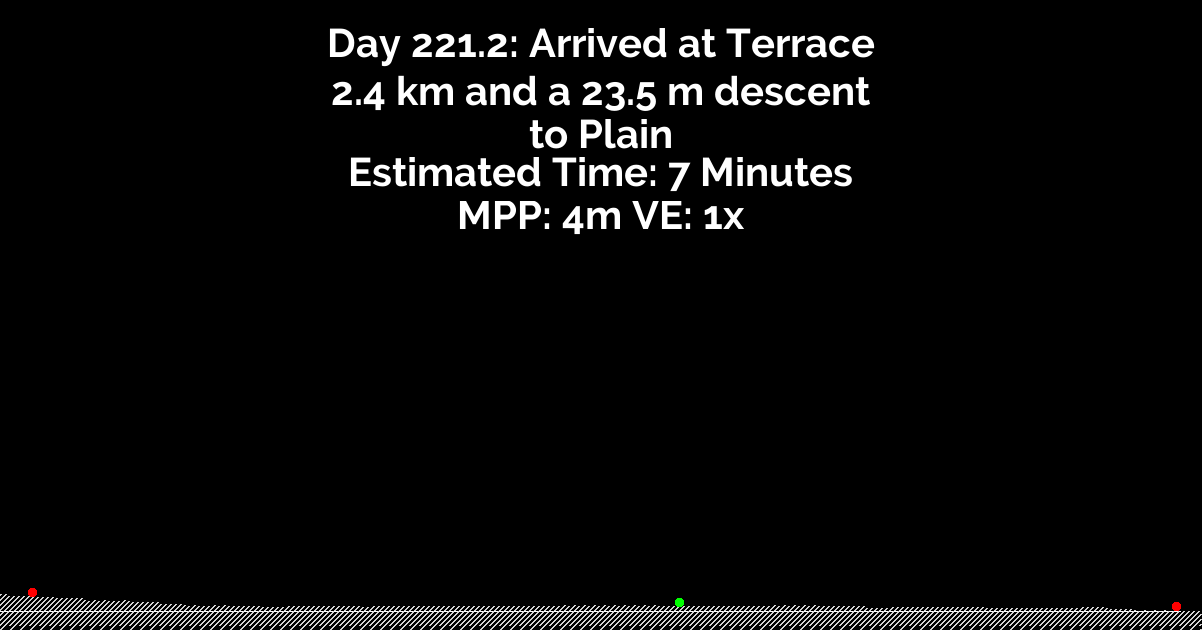 Day 221.2: Arrived at Terrace
2.4 km and a 23.5 m descent
to Plain
Estimated Time: 7 Minutes
MPP: 4m VE: 1x